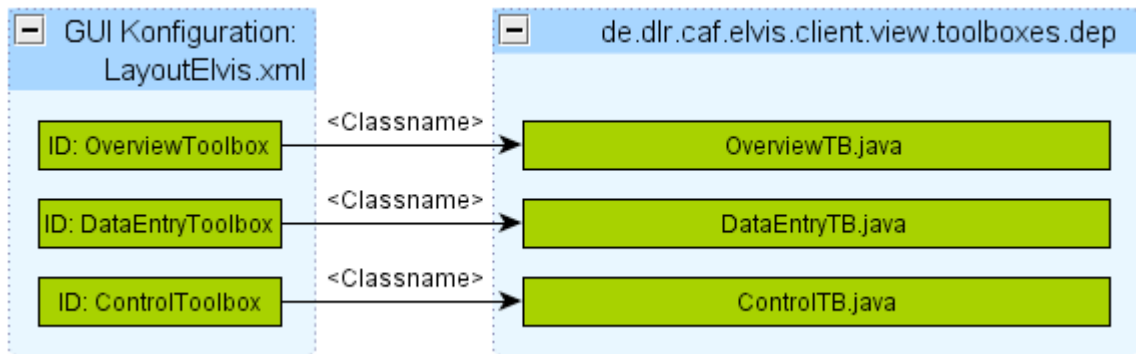 GUI Konfiguration:
LayoutElvis.xml
de.dlr.caf.elvis.client.view.toolboxes.dep
ID: OverviewToolbox
<Classname>
OverviewTB.java
ID: DataEntryToolbox
<Classname>
DataEntryTB.java
ID: ControlToolbox
<Classname>
ControlTB.java